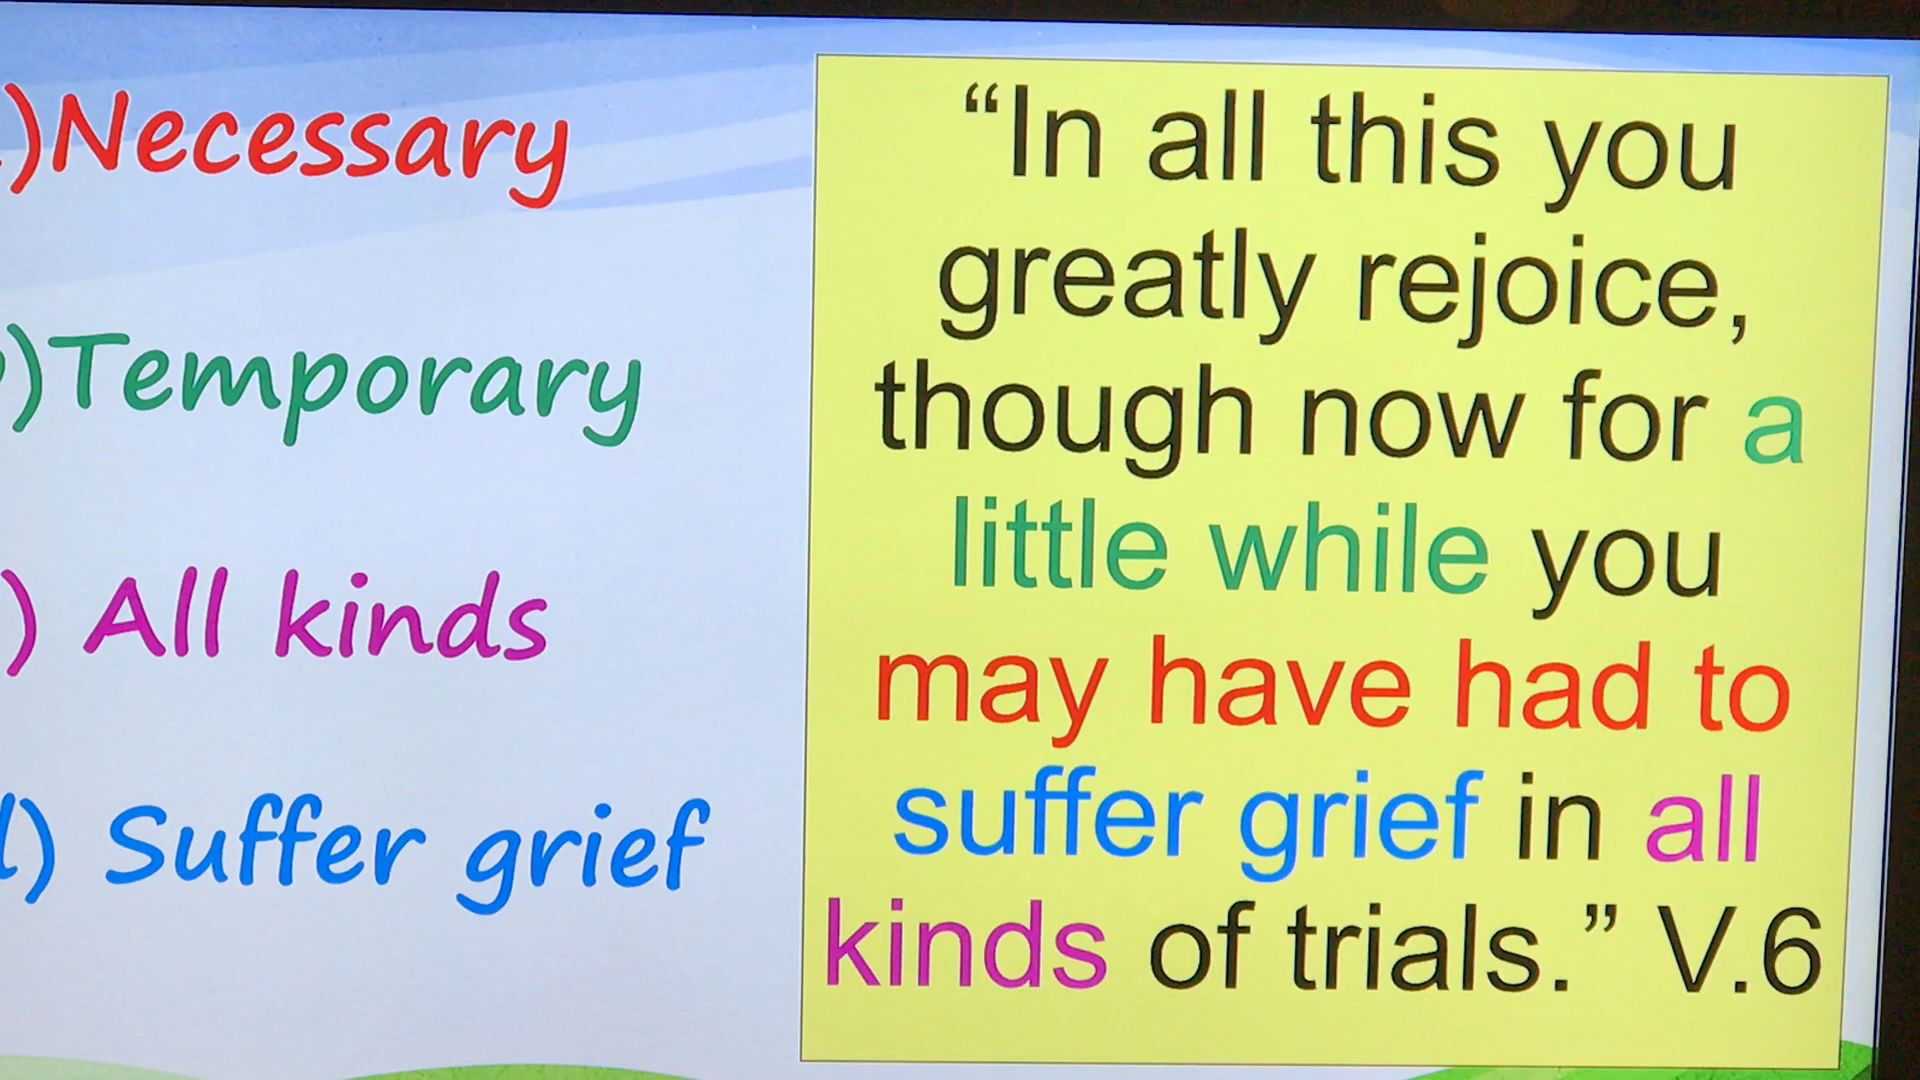 )Necessary
)Temporary
) All kinds
) Suffer grief
“In all this you
greatly rejoice,
though now for a
little while you
may have had to
suffer grief in all
kinds of trials.” V.6